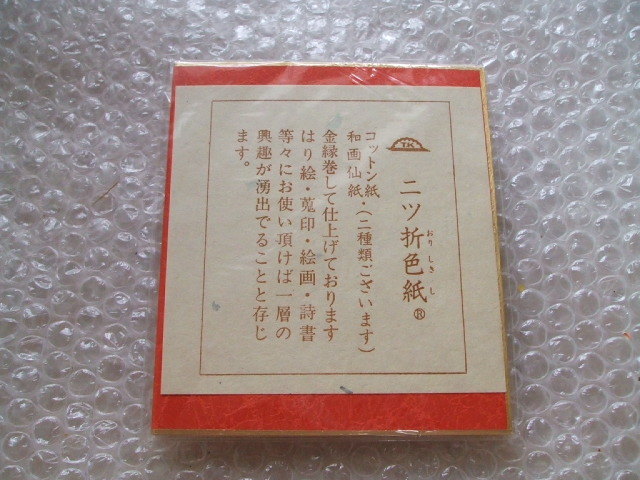 TK
二ツ折色紙®
おりしきし
コットン紙・(二種類ございます)
和画仙紙
金縁巻して仕上げております
はり絵・蒐印・絵画・詩書
等々にお使い頂けば一層の
興趣が湧出でることと存じ
ます。